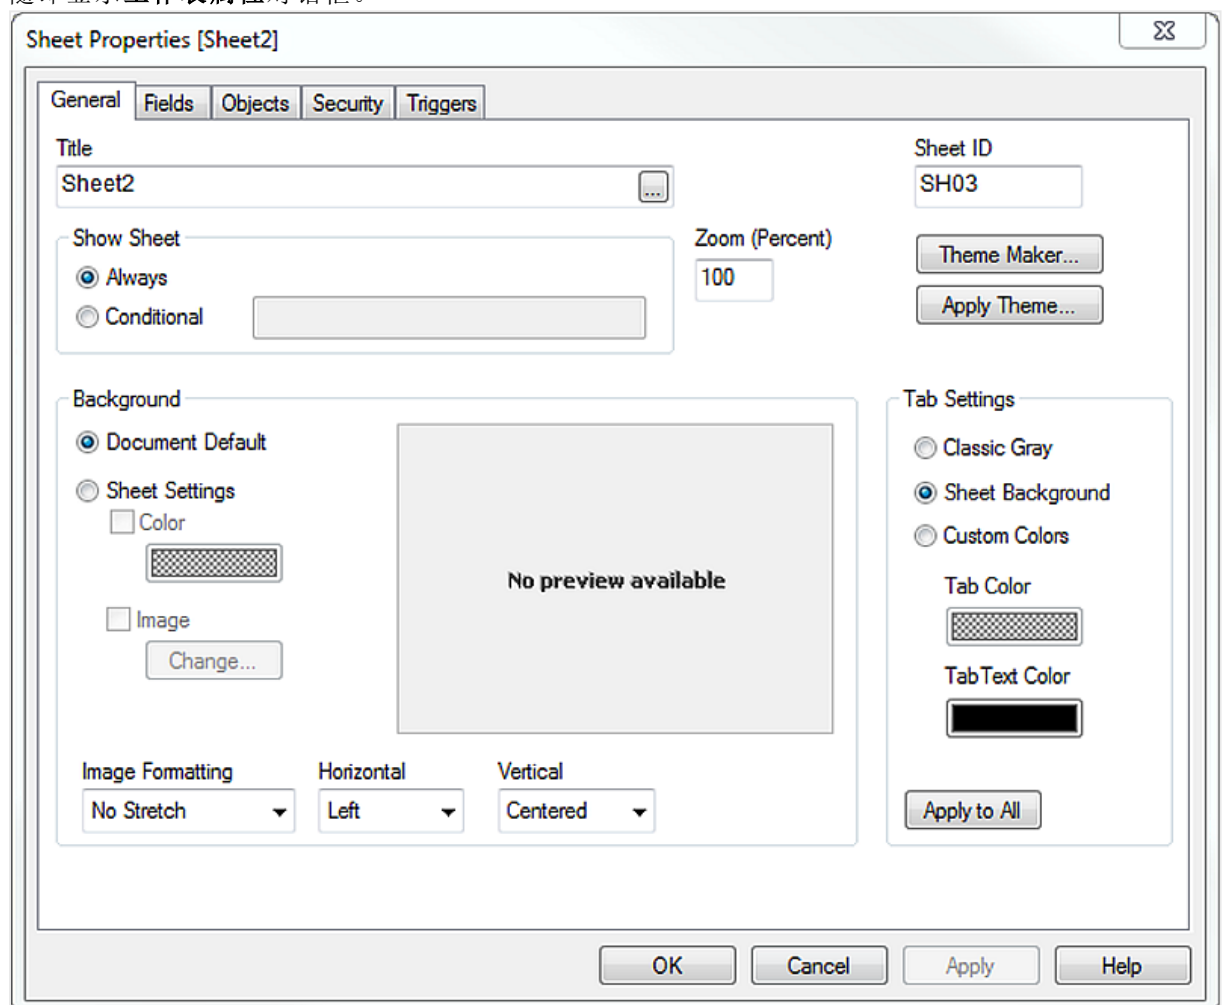 Sheet Properties [Sheet2]
General Fields Objects Security Triggers
Title Sheet ID
Sheet2 ... SH03
Show Sheet Zoom (Percent)
Always 100 Theme Maker...
Conditional Apply Theme...
Background Tab Settings
Document Default Classic Gray
Sheet Settings Sheet Background
Color Custom Colors
No preview available Tab Color
Image
Change... Tab Text Color
Image Formatting Horizontal Vertical
No Stretch Left Centered Apply to All
OK Cancel Apply Help